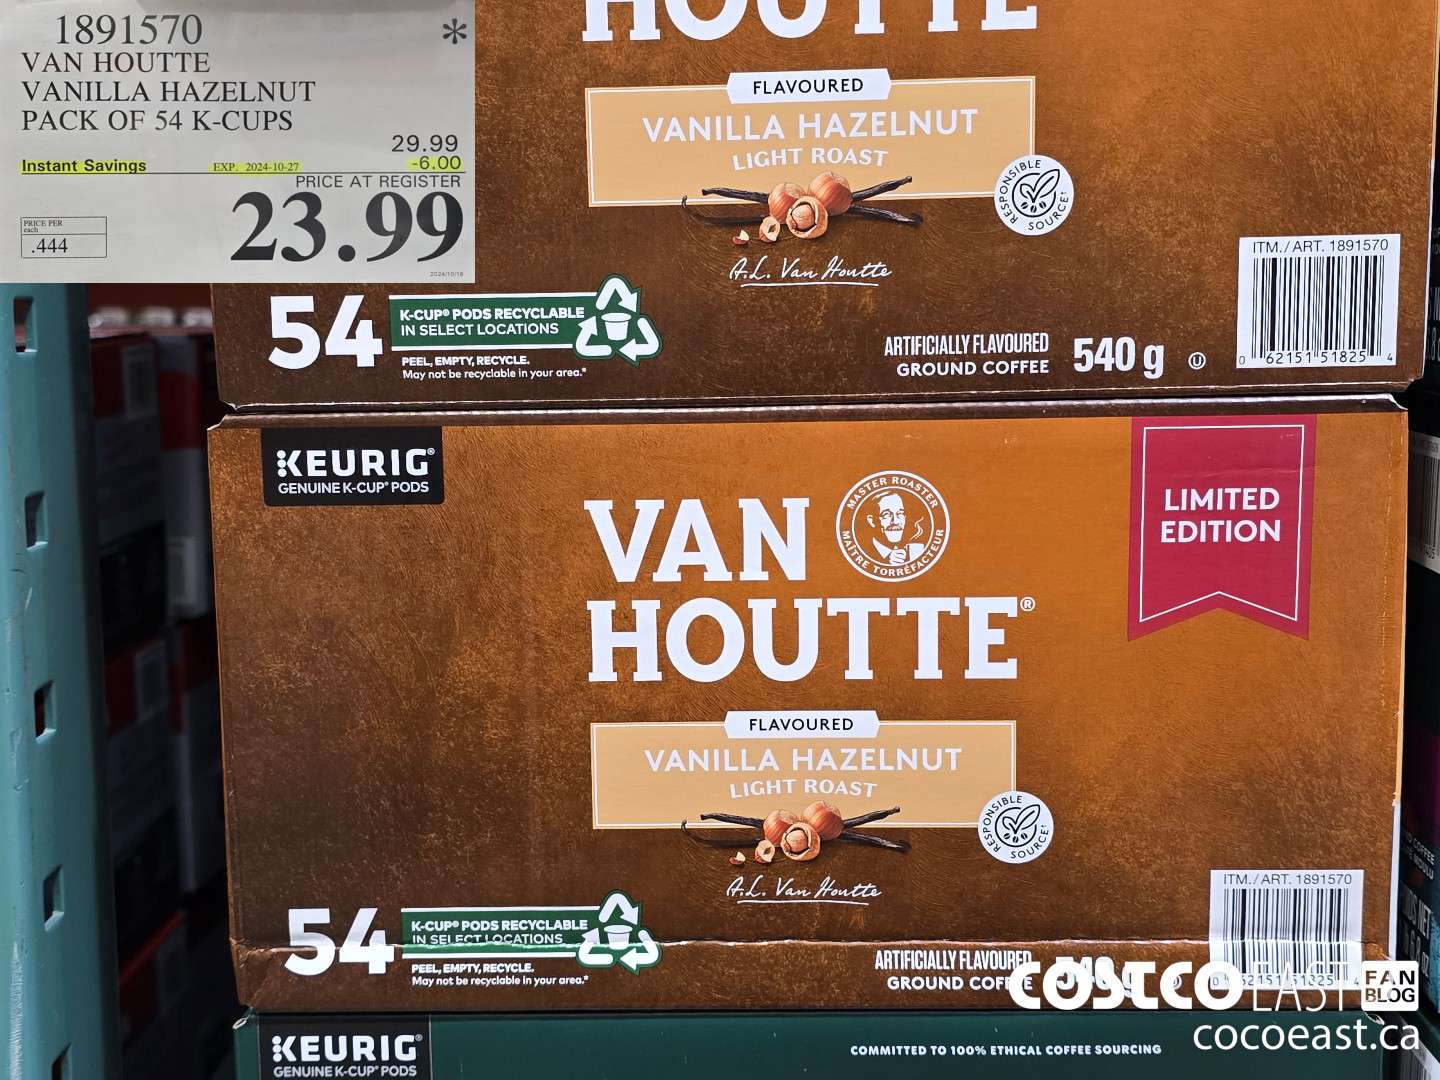 1891570 *
VAN HOUTTE
VANILLA HAZELNUT
PACK OF 54 K-CUPS
29.99
Instant Savings EXP. 2024-10-27 -6.00
PRICE AT REGISTER
23.99
PRICE PER
each
.444
2024/10/18
HOUTTE
FLAVOURED
VANILLA HAZELNUT
LIGHT ROAST
RESPONSIBLE
SOURCE!
A.L. Van Houtte
54
K-CUP® PODS RECYCLABLE
IN SELECT LOCATIONS
PEEL, EMPTY, RECYCLE.
May not be recyclable in your area.*
ARTIFICIALLY FLAVOURED
GROUND COFFEE
540 g
U
ITM./ART. 1891570
0 62151 51825 4
KEURIG®
GENUINE K-CUP® PODS
VAN
HOUTTE®
MASTER ROASTER
MAÎTRE TORRÉFACTEUR
LIMITED
EDITION
FLAVOURED
VANILLA HAZELNUT
LIGHT ROAST
RESPONSIBLE
SOURCE!
A.L. Van Houtte
54
K-CUP® PODS RECYCLABLE
IN SELECT LOCATIONS
PEEL, EMPTY, RECYCLE.
May not be recyclable in your area.*
ARTIFICIALLY FLAVOURED
GROUND COFFEE
540 g
ITM./ART. 1891570
0 62151 51825 4
KEURIG®
GENUINE K-CUP® PODS
COMMITTED TO 100% ETHICAL COFFEE SOURCING
COSTCO EAST FAN
BLOG
cocoeast.ca